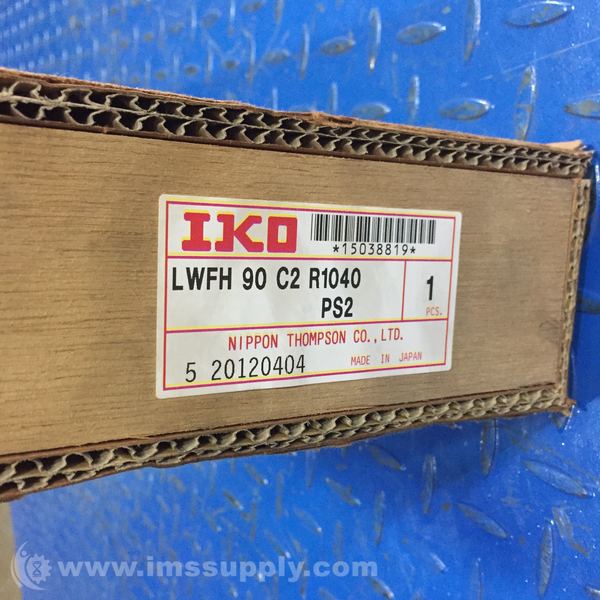 IKO
*15038819*
LWFH 90 C2 R1040
PS2
1
PCS.
NIPPON THOMPSON CO.,LTD.
5 20120404
MADE IN JAPAN
www.imssupply.com